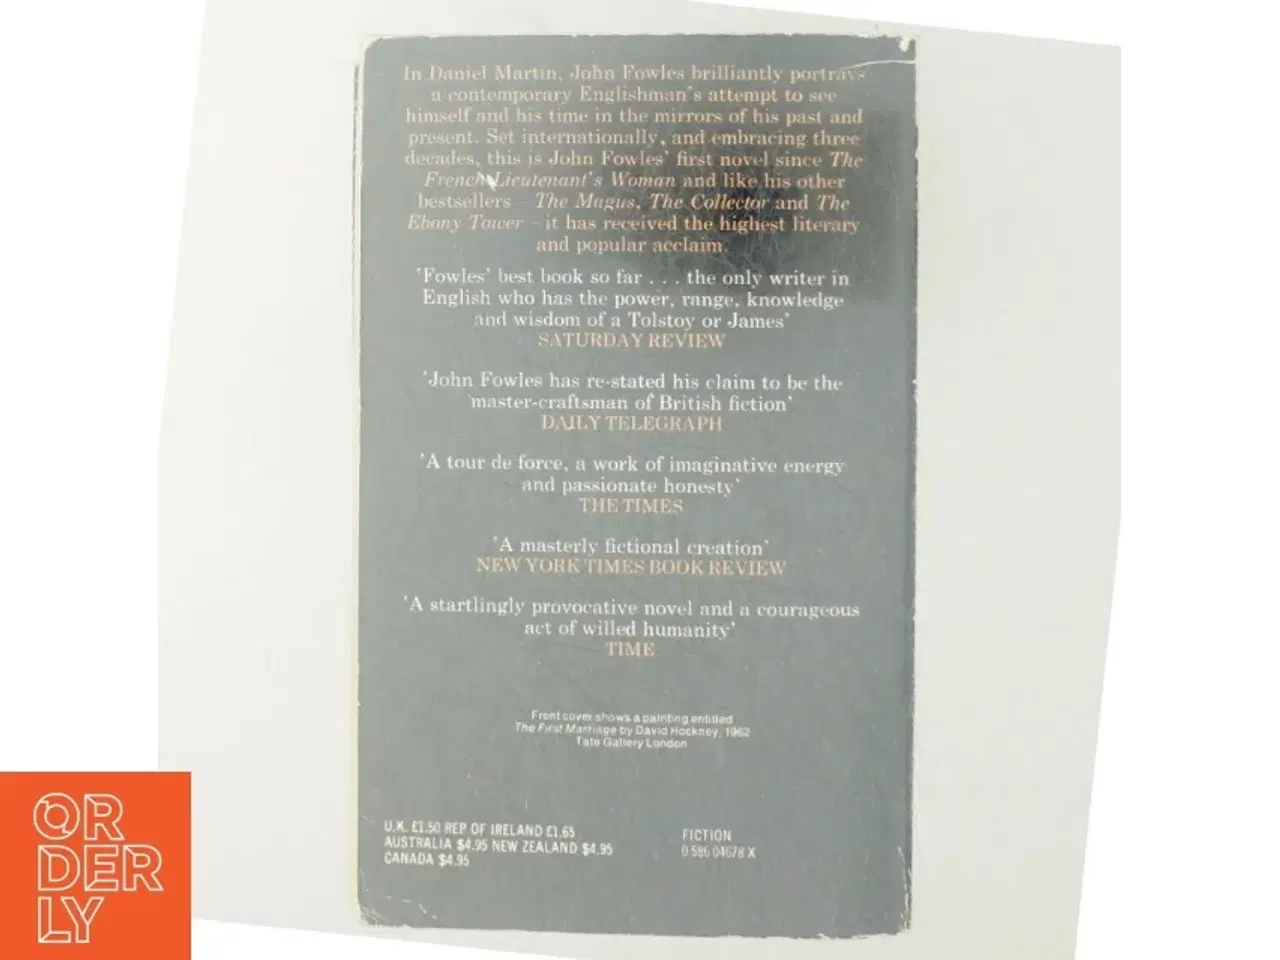 In Daniel Martin, John Fowles brilliantly portrays
a contemporary Englishman's attempt to see
himself and his time in the mirrors of his past and
present. Set internationally, and embracing three
decades, this is John Fowles' first novel since The
French Lieutenant's Woman and like his other
bestsellers – The Magus, The Collector and The
Ebony Tower – it has received the highest literary
and popular acclaim.
'Fowles' best book so far . . . the only writer in
English who has the power, range, knowledge
and wisdom of a Tolstoy or James'
SATURDAY REVIEW
'John Fowles has re-stated his claim to be the
master-craftsman of British fiction'
DAILY TELEGRAPH
'A tour de force, a work of imaginative energy
and passionate honesty'
THE TIMES
'A masterly fictional creation'
NEW YORK TIMES BOOK REVIEW
'A startlingly provocative novel and a courageous
act of willed humanity'
TIME
Front cover shows a painting entitled
The First Marriage by David Hockney, 1962
Tate Gallery London
U.K. £1.50 REP OF IRELAND £1.65
AUSTRALIA $4.95 NEW ZEALAND $4.95
CANADA $4.95
FICTION
0 586 04678 X
OR
DER
LY